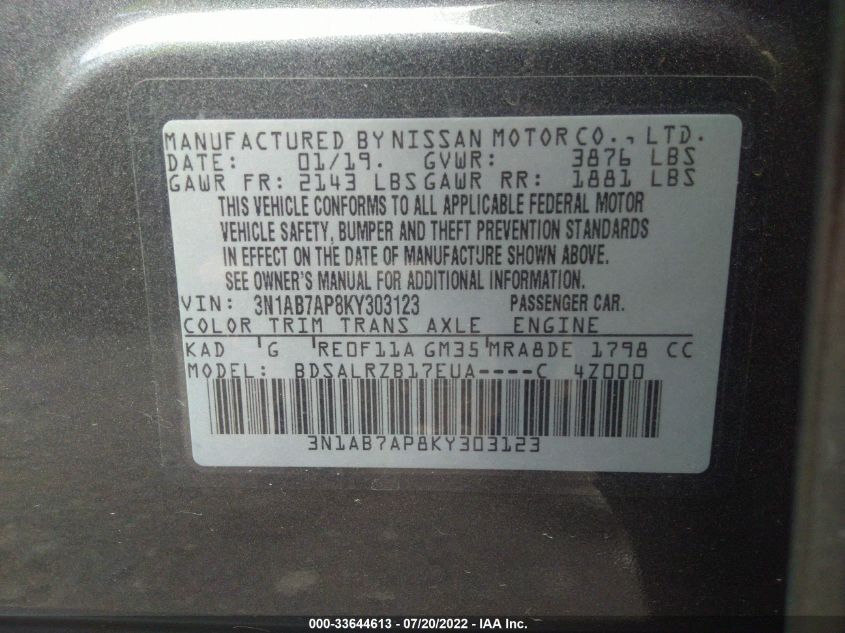 MANUFACTURED BY NISSAN MOTOR CO., LTD.
DATE: 01/19. GVWR: 3876 LBS
GAWR FR: 2143 LBS GAWR RR: 1881 LBS
THIS VEHICLE CONFORMS TO ALL APPLICABLE FEDERAL MOTOR
VEHICLE SAFETY, BUMPER AND THEFT PREVENTION STANDARDS
IN EFFECT ON THE DATE OF MANUFACTURE SHOWN ABOVE.
SEE OWNER'S MANUAL FOR ADDITIONAL INFORMATION.
VIN: 3N1AB7AP8KY303123 PASSENGER CAR.
COLOR TRIM TRANS AXLE ENGINE
KAD G RE0F11A GM35 MRA8DE 1798 CC
MODEL: BDSALRZB17EUA----C 4Z000
3N1AB7AP8KY303123
000-33644613 - 07/20/2022 - IAA Inc.